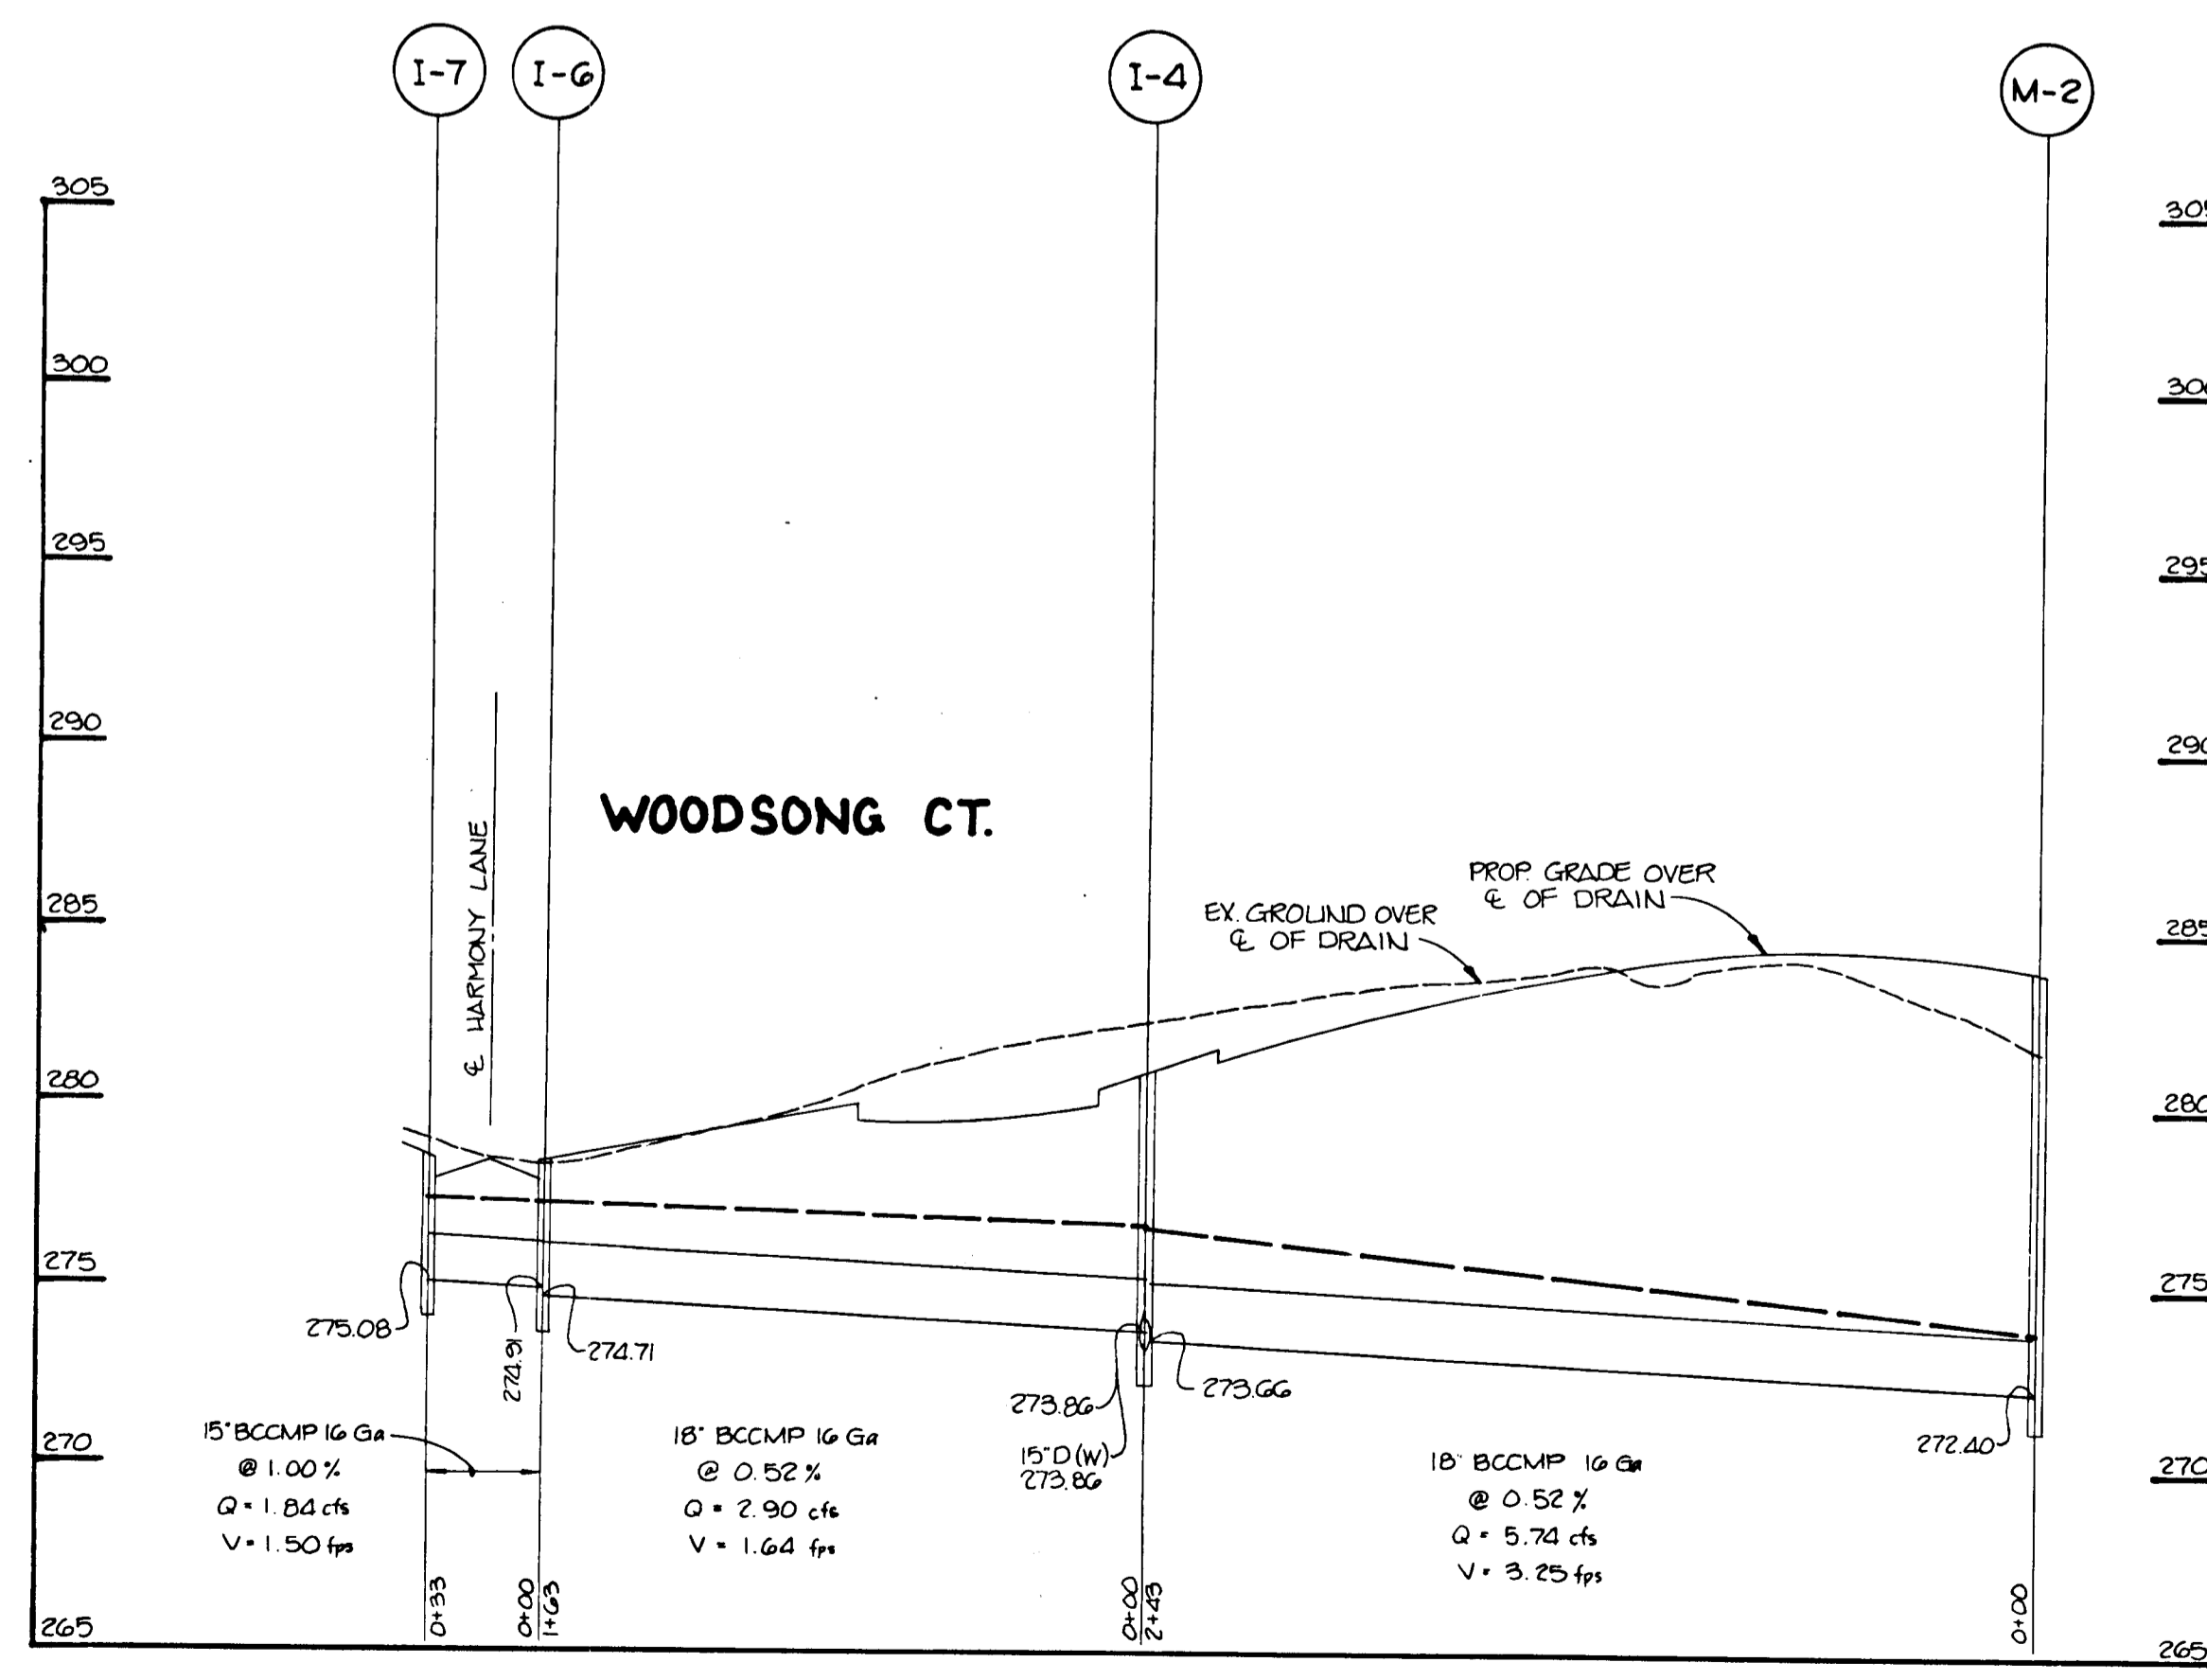 I-7
I-6
I-4
M-2
305
300
295
290
285
280
275
270
265
℄ HARMONY LANE
WOODSONG CT.
EX. GROUND OVER
℄ OF DRAIN
PROP. GRADE OVER
℄ OF DRAIN
275.08
274.91
274.71
273.86
15"D (W)
273.86
273.66
272.40
15" BCCMP 16 Ga
@ 1.00 %
Q = 1.84 cfs
V = 1.50 fps
18" BCCMP 16 Ga
@ 0.52 %
Q = 2.90 cfs
V = 1.64 fps
18" BCCMP 16 Ga
@ 0.52 %
Q = 5.74 cfs
V = 3.25 fps
0+33
0+00
1+63
0+00
2+43
0+00
265
270
275
280
285
290
295